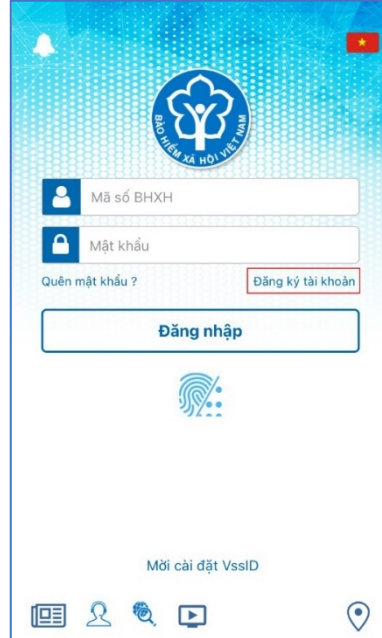 BẢO HIỂM XÃ HỘI VIỆT NAM
Mã số BHXH
Mật khẩu
Quên mật khẩu ?
Đăng ký tài khoản
Đăng nhập
Mời cài đặt VssID